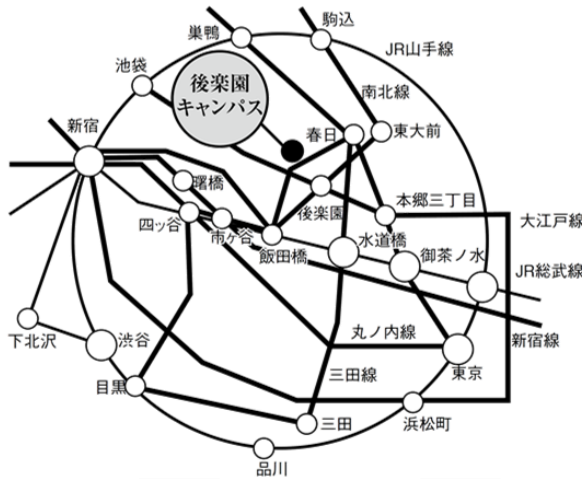 巣鴨
駒込
JR山手線
池袋
後楽園
キャンパス
南北線
新宿
春日
東大前
曙橋
後楽園
本郷三丁目
四ッ谷
市ヶ谷
飯田橋
水道橋
御茶ノ水
大江戸線
JR総武線
下北沢
渋谷
丸ノ内線
新宿線
東京
目黒
三田線
三田
浜松町
品川